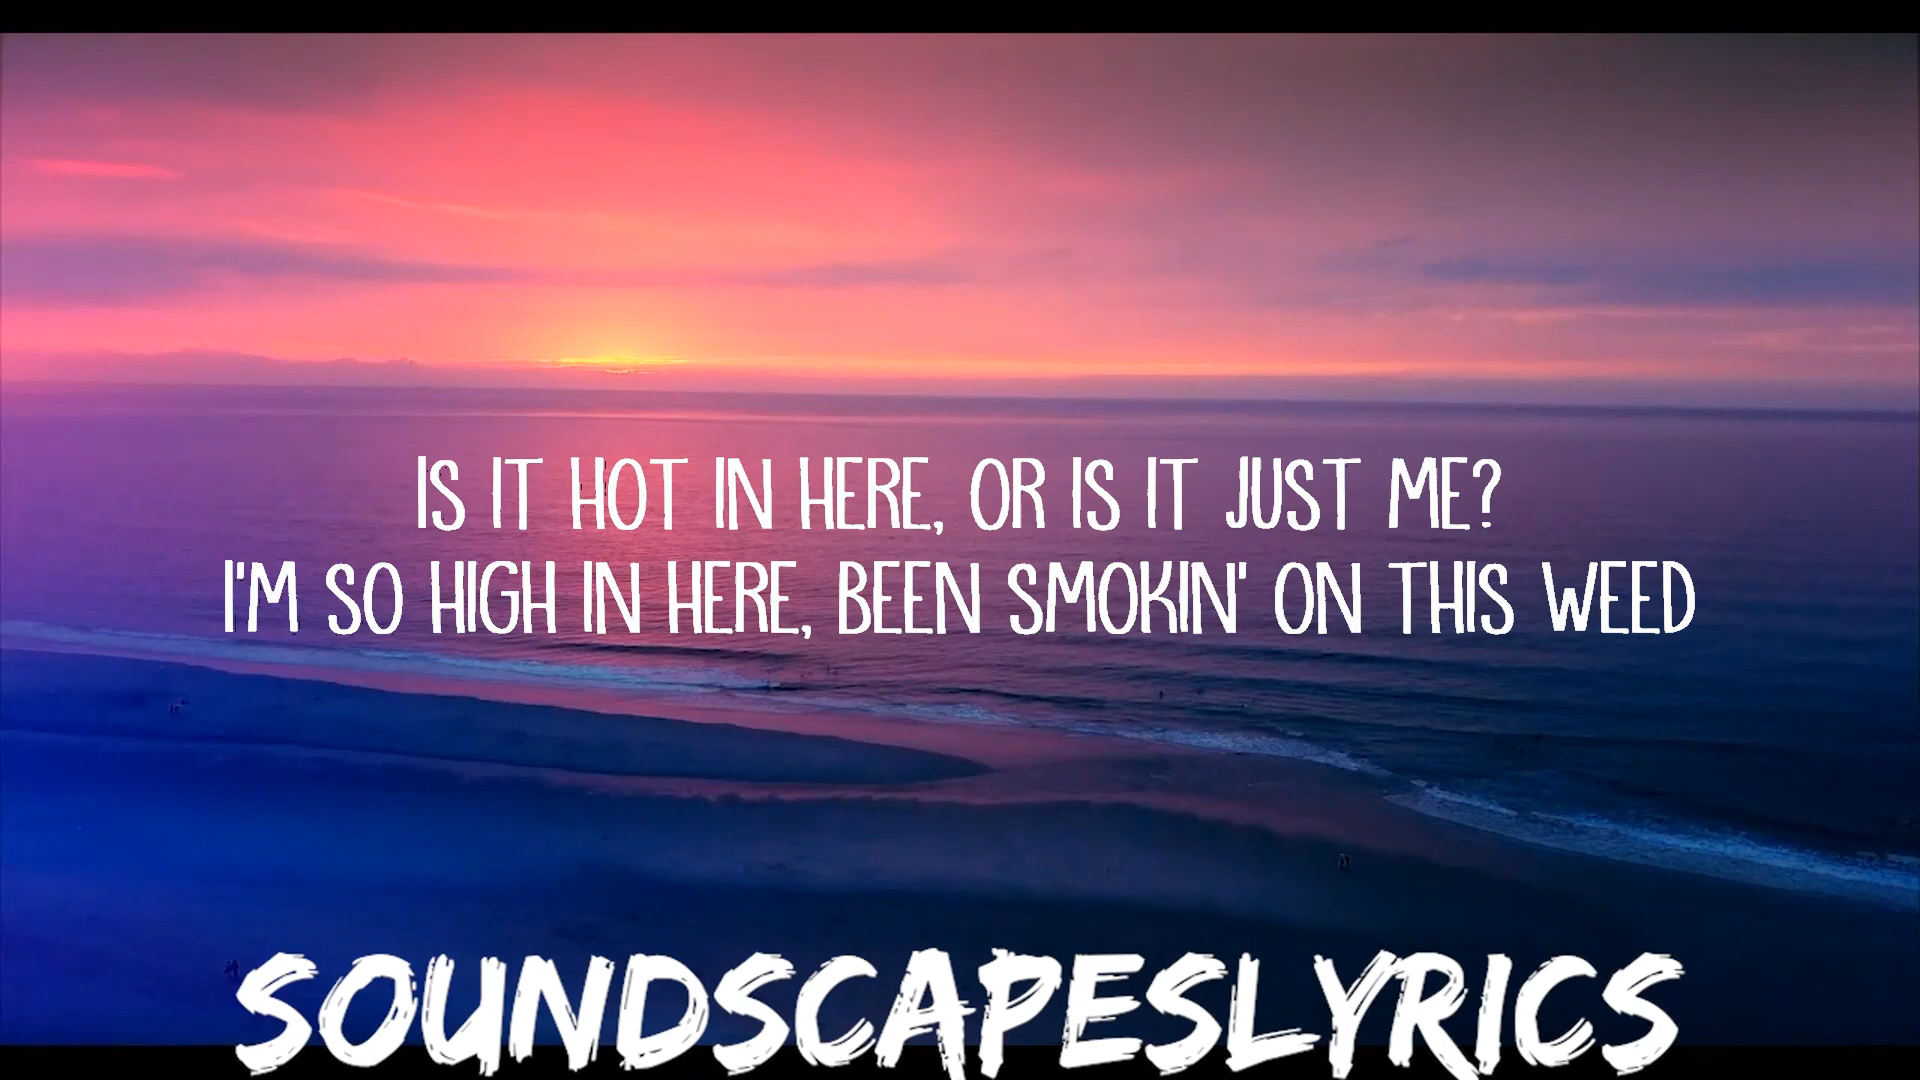 IS IT HOT IN HERE, OR IS IT JUST ME?
I'M SO HIGH IN HERE, BEEN SMOKIN' ON THIS WEED
SOUNDSCAPESLYRICS